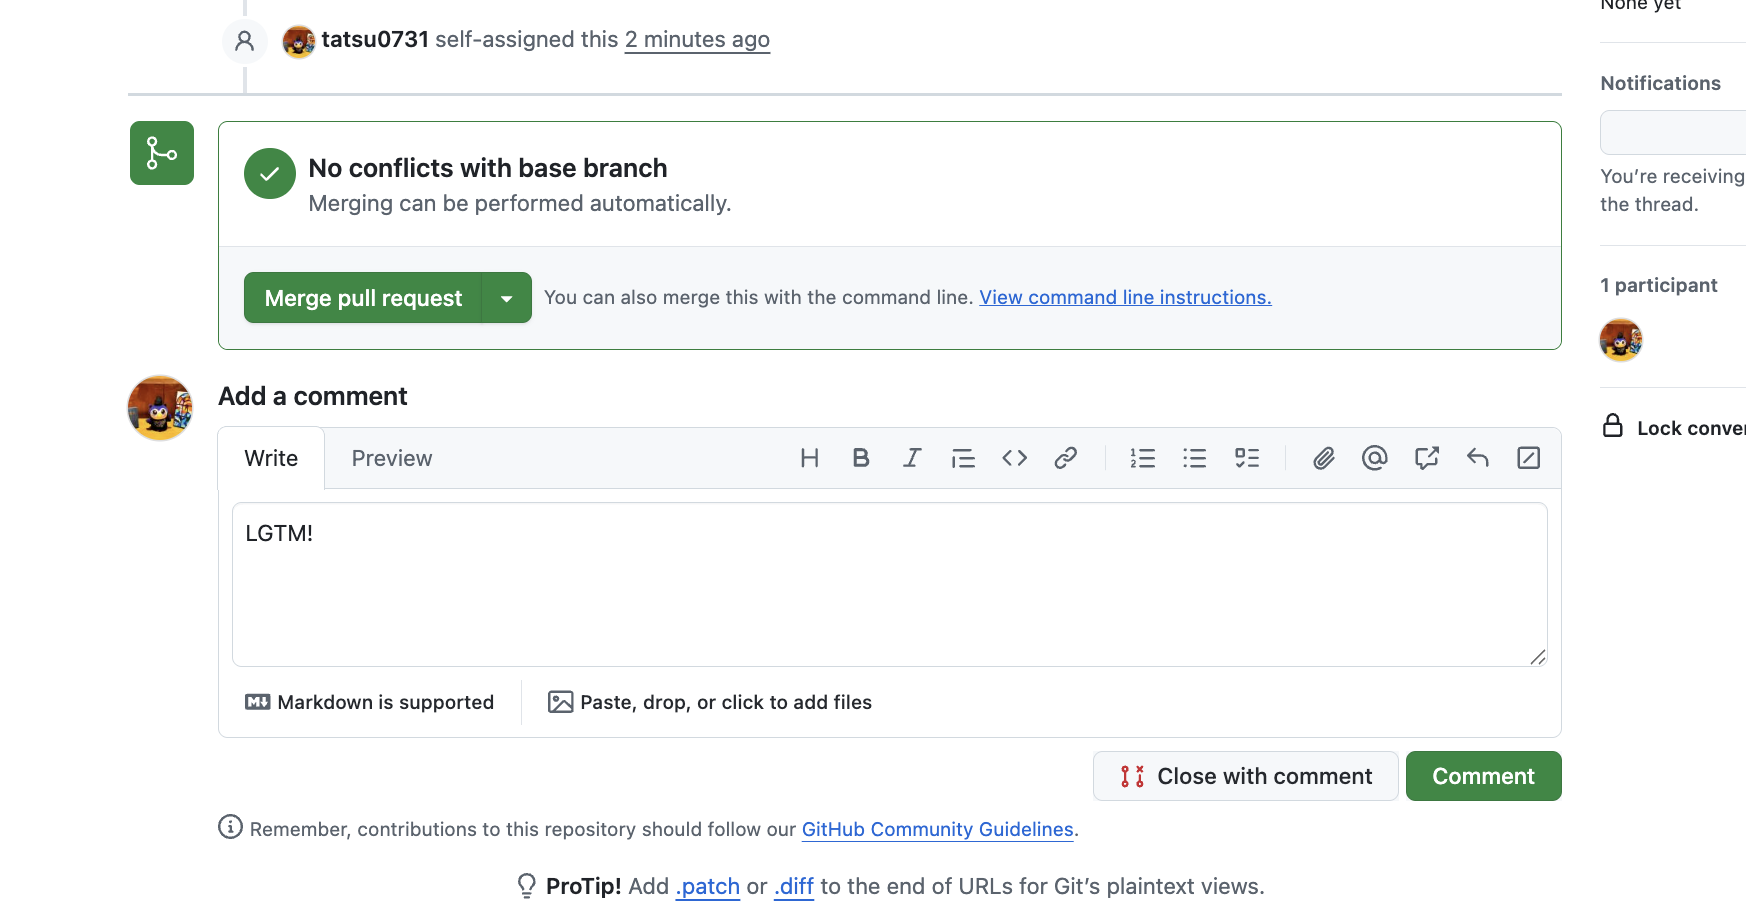 None yet
tatsu0731 self-assigned this 2 minutes ago
Notifications
You're receiving
the thread.
No conflicts with base branch
Merging can be performed automatically.
Merge pull request
You can also merge this with the command line. View command line instructions.
1 participant
Add a comment
Lock conver
Write
Preview
LGTM!
Markdown is supported
Paste, drop, or click to add files
Close with comment
Comment
Remember, contributions to this repository should follow our GitHub Community Guidelines.
ProTip! Add .patch or .diff to the end of URLs for Git's plaintext views.